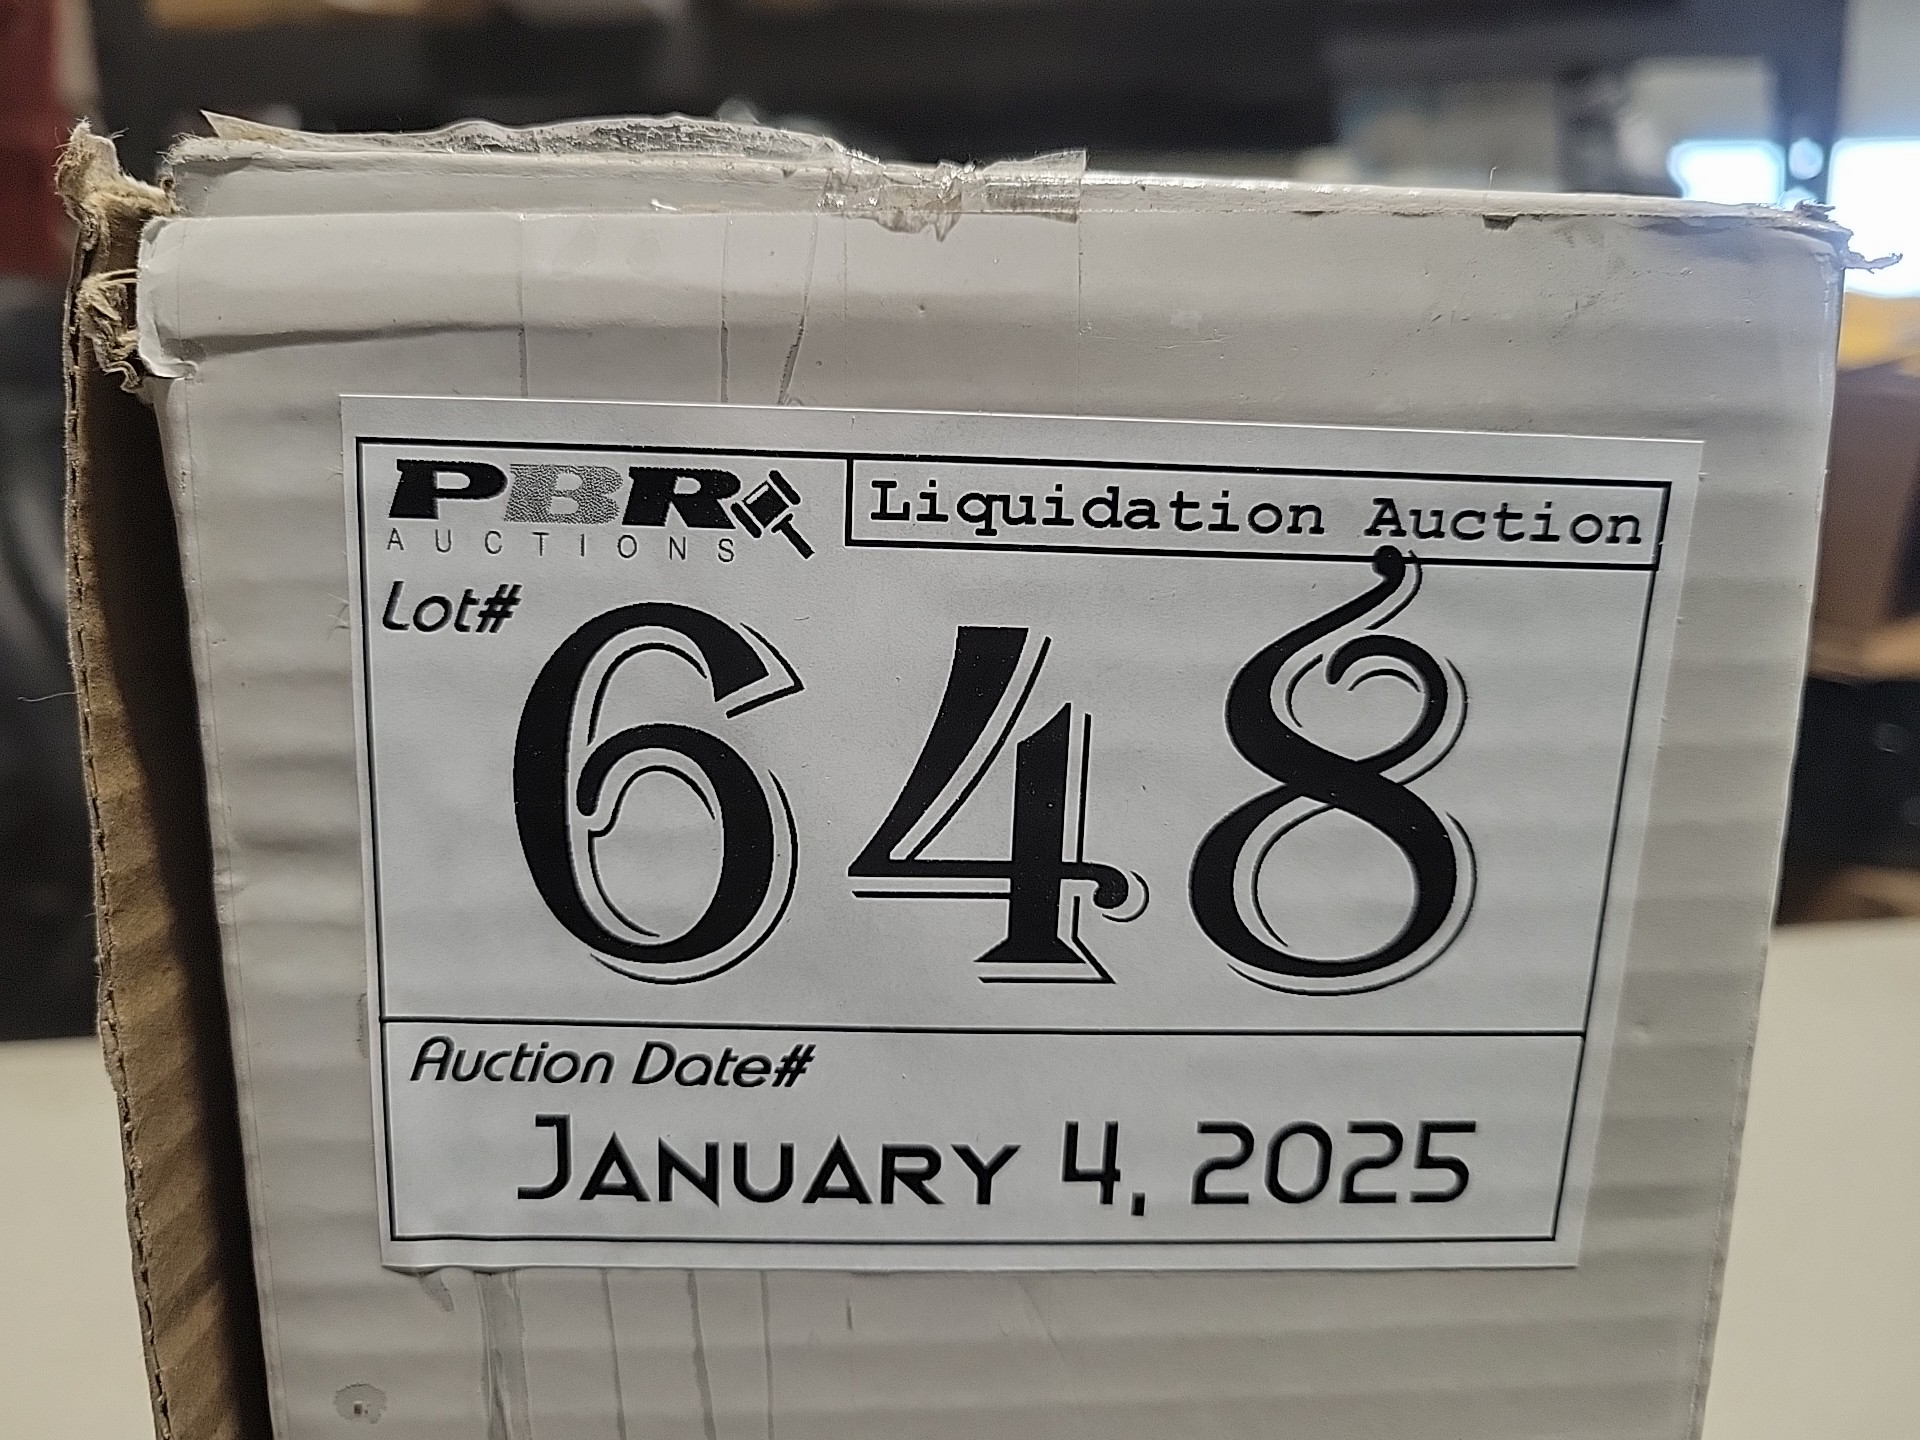 PBR
AUCTIONS
Liquidation Auction
Lot#
648
Auction Date#
January 4, 2025